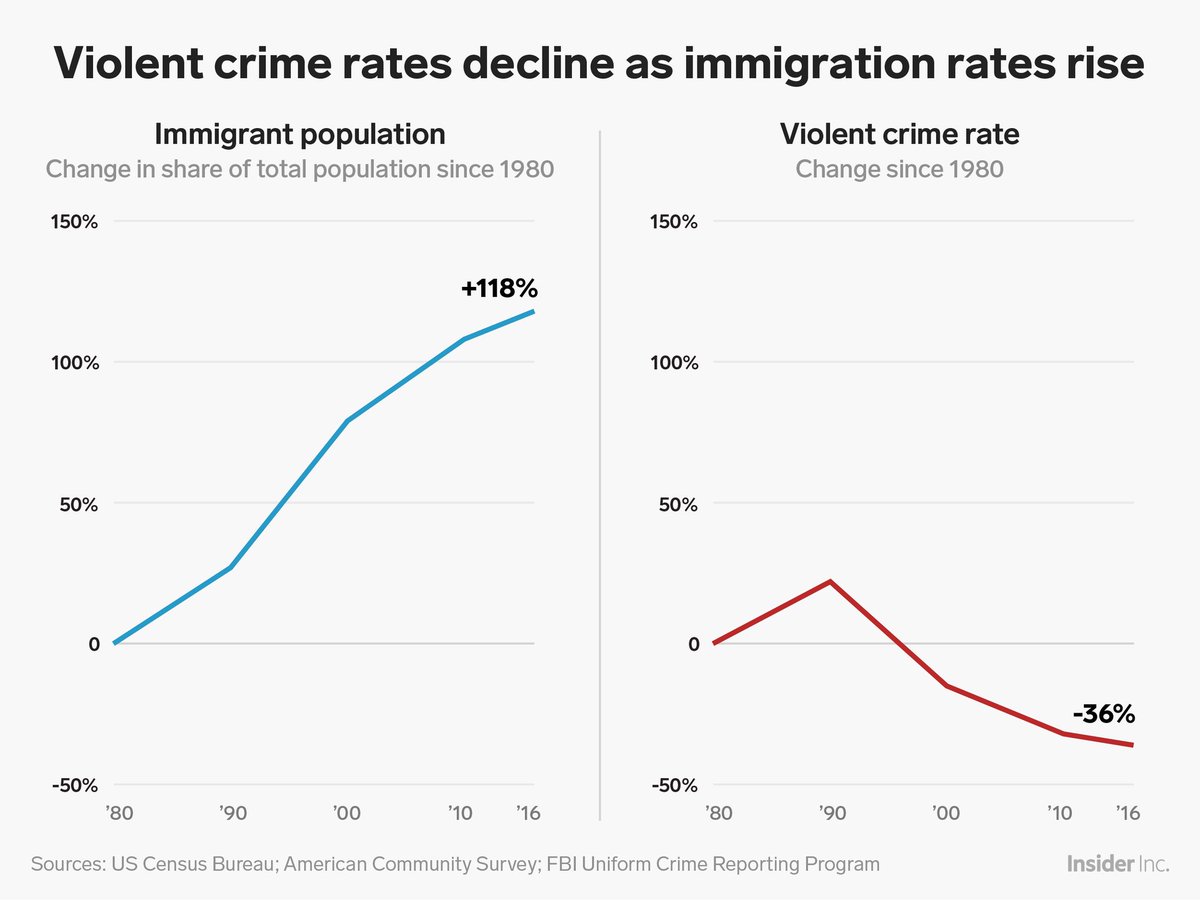 Violent crime rates decline as immigration rates rise
Immigrant population
Change in share of total population since 1980
150%
+118%
100%
50%
0
-50%
’80 ’90 ’00 ’10 ’16
Violent crime rate
Change since 1980
150%
100%
50%
0
-36%
-50%
’80 ’90 ’00 ’10 ’16
Sources: US Census Bureau; American Community Survey; FBI Uniform Crime Reporting Program
Insider Inc.